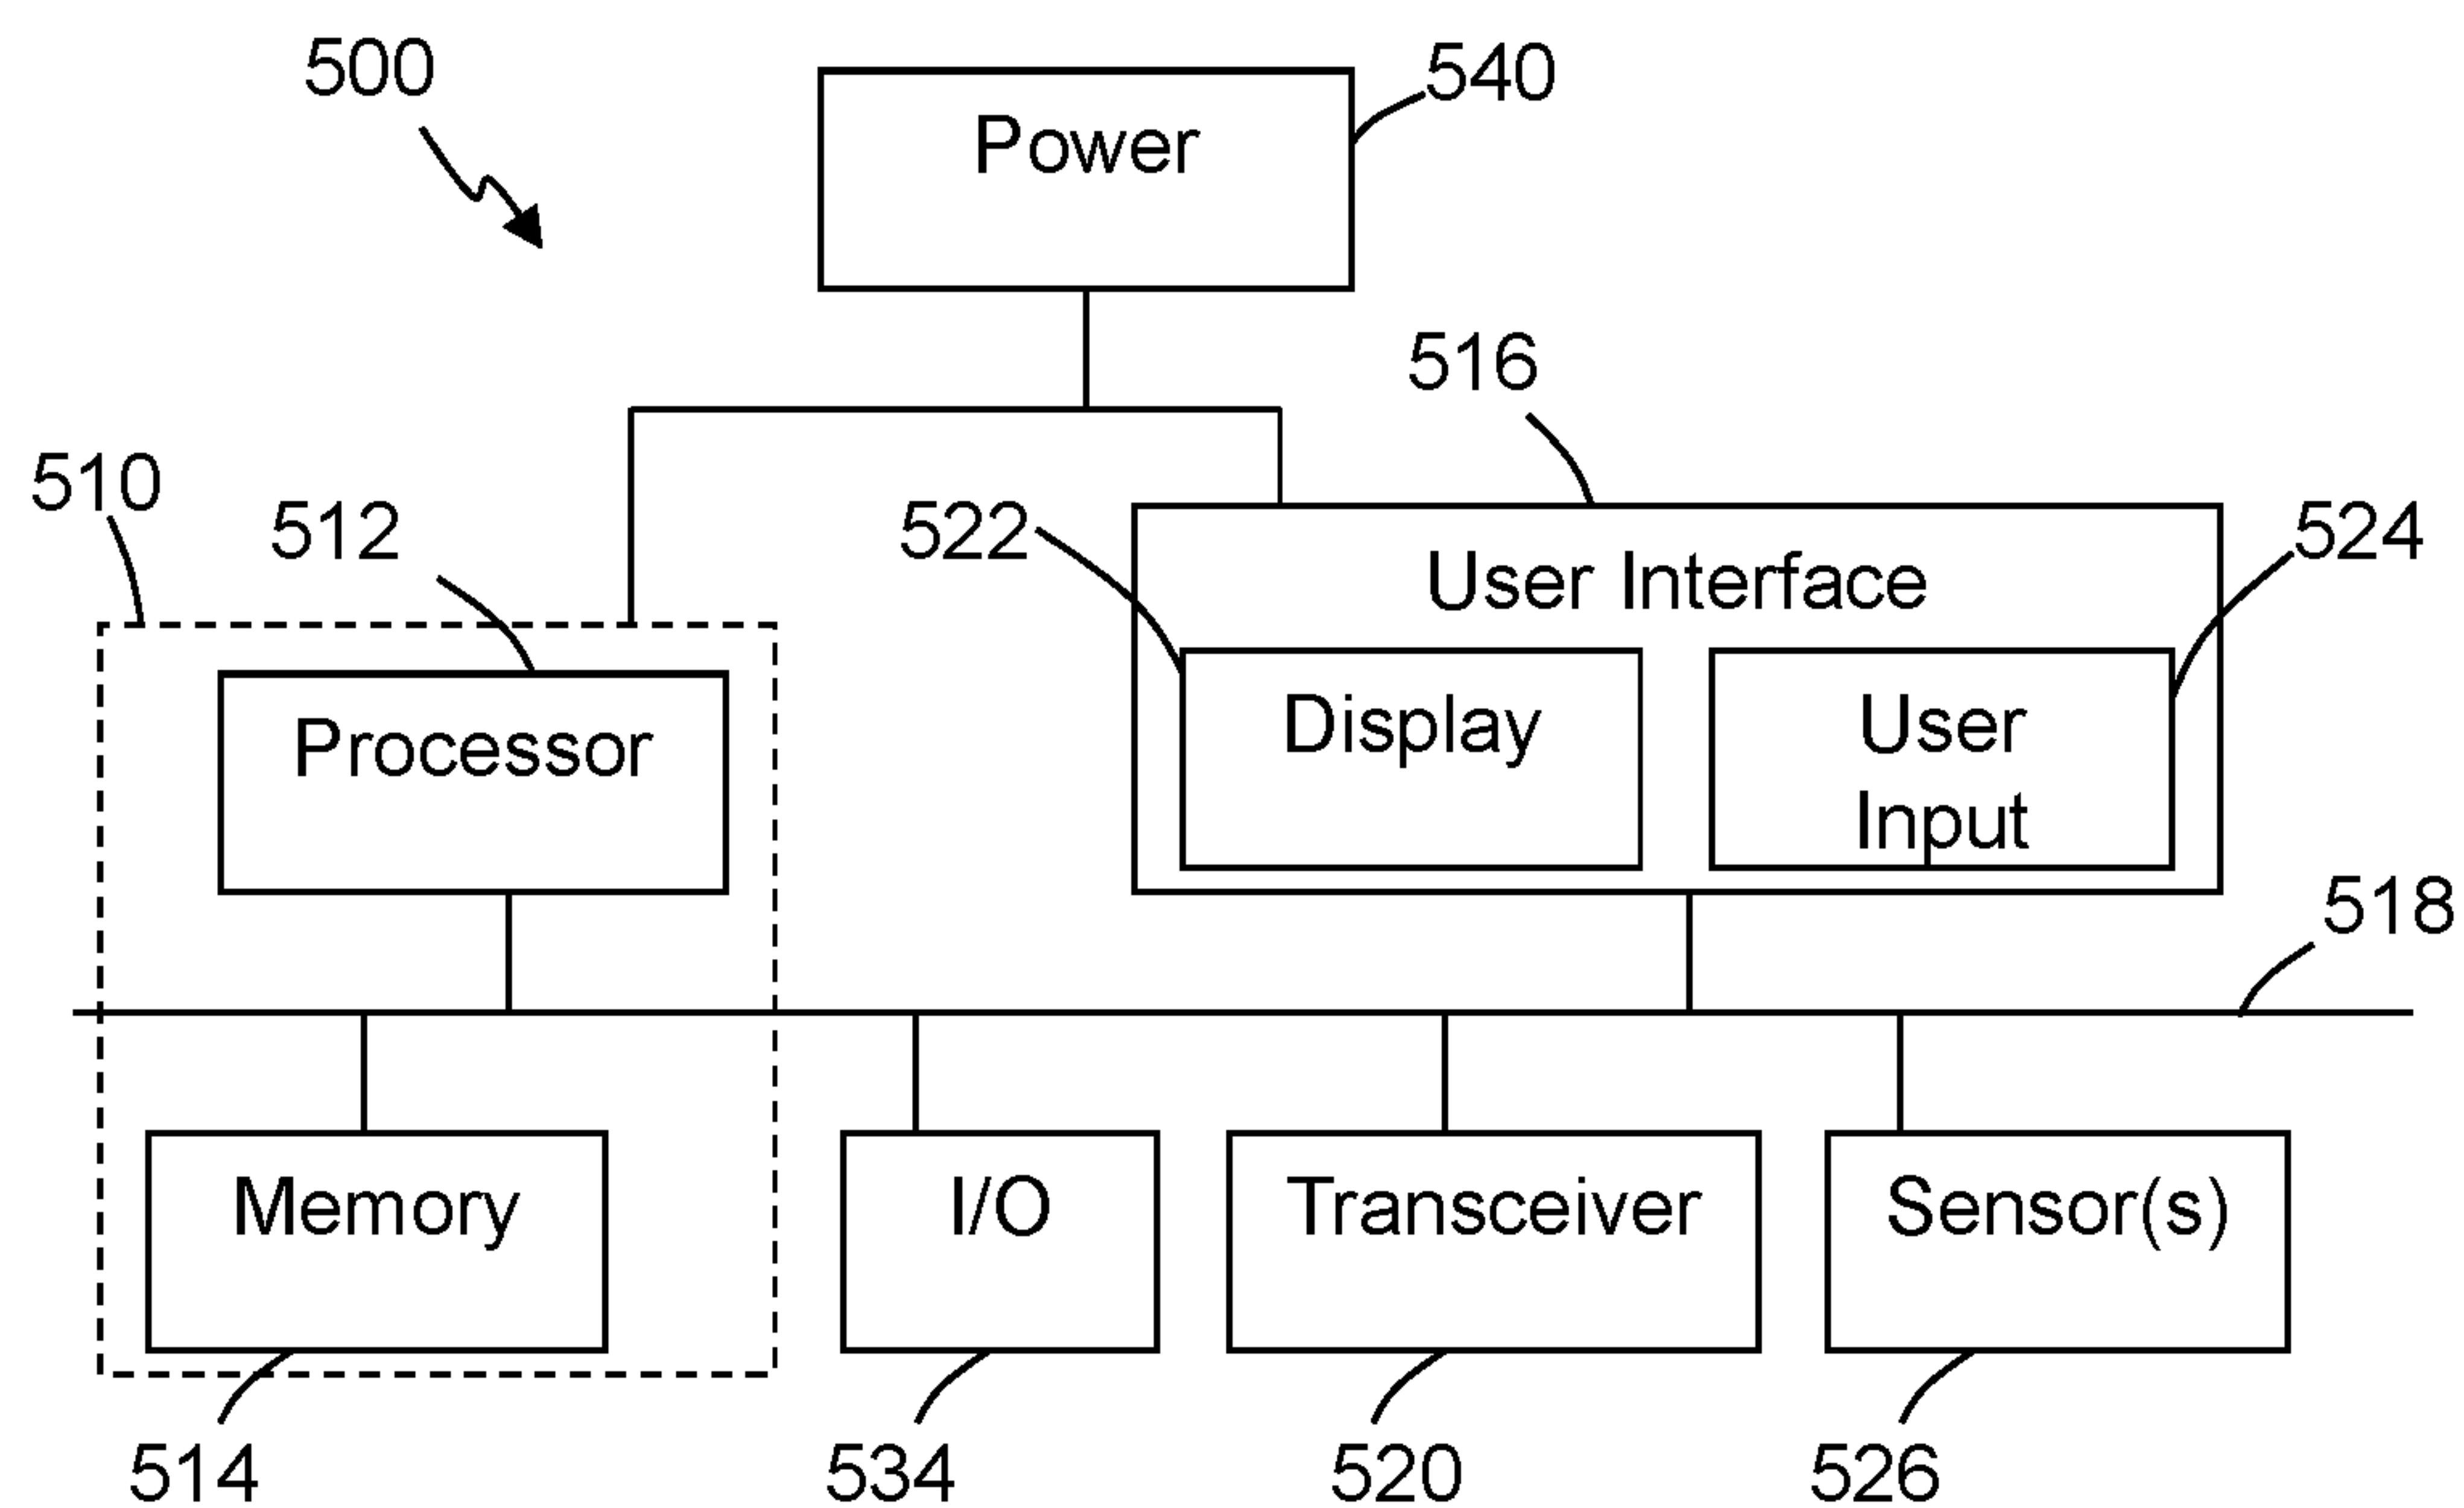 500
Power
540
516
510
512
522
User Interface
524
Processor
Display
User
Input
518
Memory
I/O
Transceiver
Sensor(s)
514
534
520
526